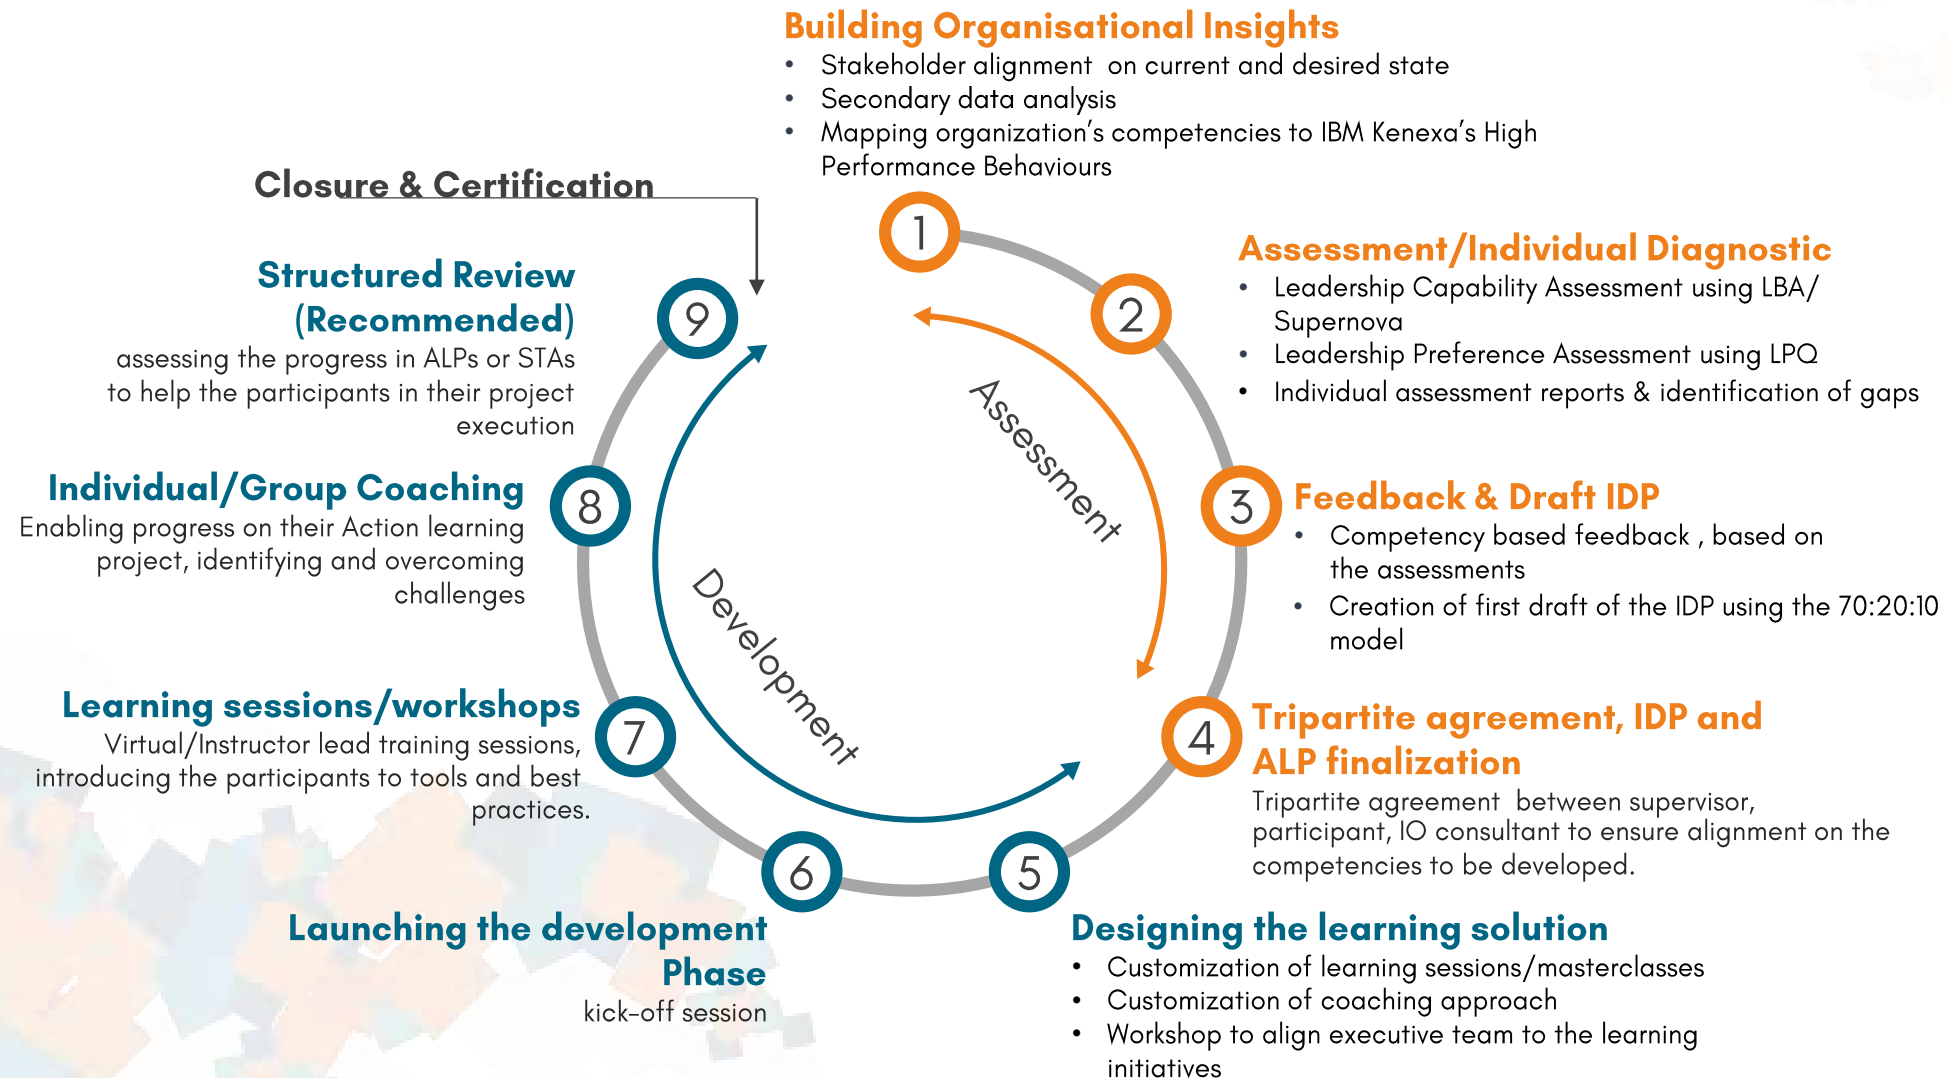 Building Organisational Insights
• Stakeholder alignment on current and desired state
• Secondary data analysis
• Mapping organization's competencies to IBM Kenexa's High
Performance Behaviours
1
Assessment/Individual Diagnostic
• Leadership Capability Assessment using LBA/
Supernova
• Leadership Preference Assessment using LPQ
• Individual assessment reports & identification of gaps
2
Feedback & Draft IDP
• Competency based feedback , based on
the assessments
• Creation of first draft of the IDP using the 70:20:10
model
3
Tripartite agreement, IDP and
ALP finalization
Tripartite agreement between supervisor,
participant, IO consultant to ensure alignment on the
competencies to be developed.
4
Designing the learning solution
• Customization of learning sessions/masterclasses
• Customization of coaching approach
• Workshop to align executive team to the learning
initiatives
5
Launching the development
Phase
kick-off session
6
Learning sessions/workshops
Virtual/Instructor lead training sessions,
introducing the participants to tools and best
practices.
7
Individual/Group Coaching
Enabling progress on their Action learning
project, identifying and overcoming
challenges
8
Structured Review
(Recommended)
assessing the progress in ALPs or STAs
to help the participants in their project
execution
9
Closure & Certification
Assessment
Development